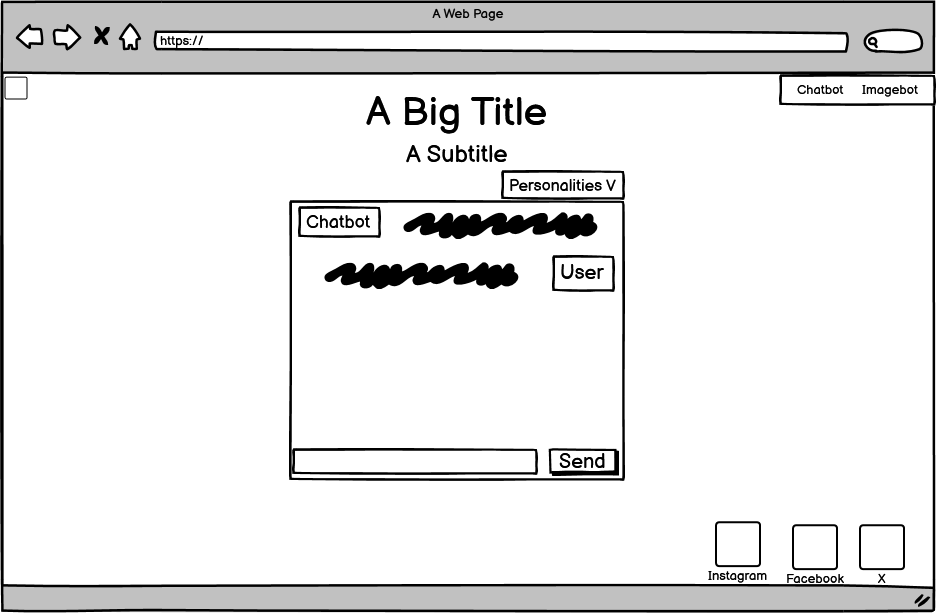 A Web Page
https://
Chatbot Imagebot
A Big Title
A Subtitle
Personalities V
Chatbot
User
Send
Instagram Facebook X